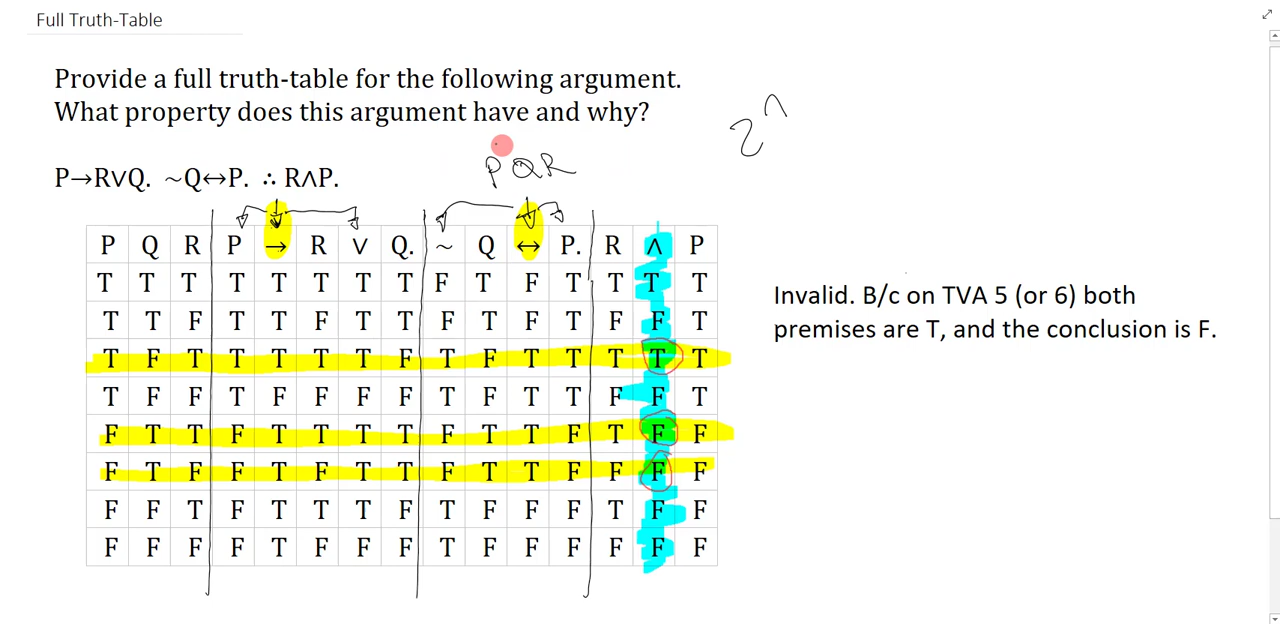 Full Truth-Table
Provide a full truth-table for the following argument.
What property does this argument have and why?
2^n
PQR
P→R∨Q. ~Q↔P. ∴ R∧P.
P Q R P → R ∨ Q. ~ Q ↔ P. R ∧ P
T T T T T T T T F T F T T T T
T T F T T F T T F T F T F F T
T F T T T T T F T F T T T T T
T F F T F F F F T F T T F F T
F T T F T T T T F T T F T F F
F T F F T F T T F T T F F F F
F F T F T T T F T F F F T F F
F F F F T F F F T F F F F F F
Invalid. B/c on TVA 5 (or 6) both
premises are T, and the conclusion is F.